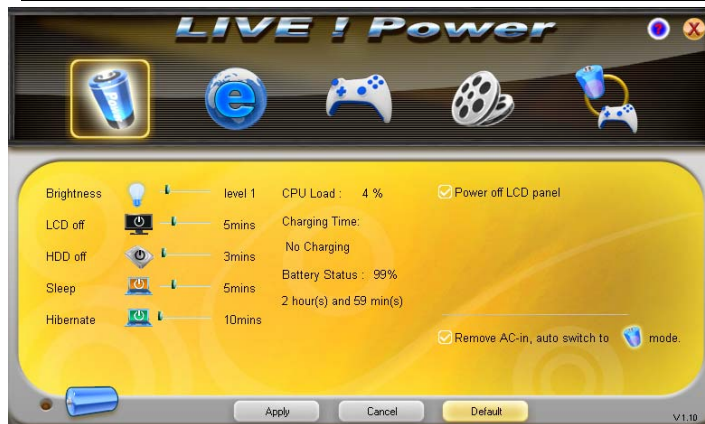 LIVE ! Power
Brightness level 1
LCD off 5mins
HDD off 3mins
Sleep 5mins
Hibernate 10mins
CPU Load : 4 %
Charging Time:
No Charging
Battery Status : 99%
2 hour(s) and 59 min(s)
Power off LCD panel
Remove AC-in, auto switch to mode.
Apply Cancel Default
V1.10